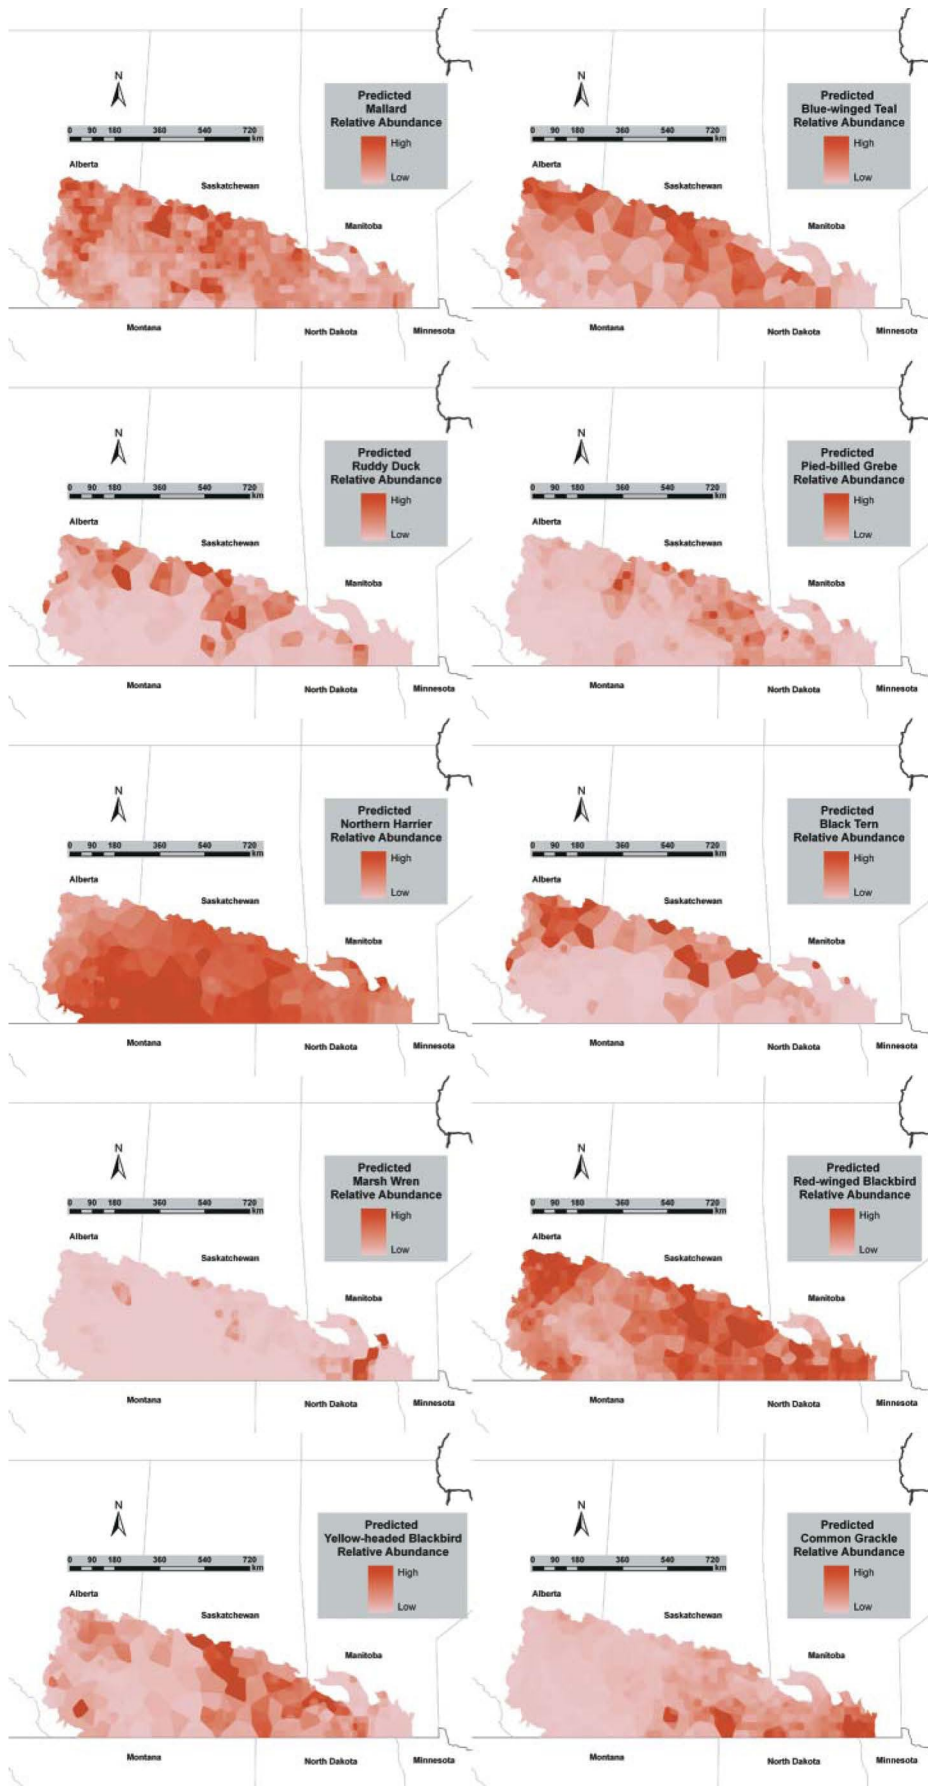 N
0 90 180 360 540 720
km
Predicted
Mallard
Relative Abundance
High
Low
Alberta
Saskatchewan
Manitoba
Montana
North Dakota
Minnesota
N
0 90 180 360 540 720
km
Predicted
Blue-winged Teal
Relative Abundance
High
Low
Alberta
Saskatchewan
Manitoba
Montana
North Dakota
Minnesota
N
0 90 180 360 540 720
km
Predicted
Ruddy Duck
Relative Abundance
High
Low
Alberta
Saskatchewan
Manitoba
Montana
North Dakota
Minnesota
N
0 90 180 360 540 720
km
Predicted
Pied-billed Grebe
Relative Abundance
High
Low
Alberta
Saskatchewan
Manitoba
Montana
North Dakota
Minnesota
N
0 90 180 360 540 720
km
Predicted
Northern Harrier
Relative Abundance
High
Low
Alberta
Saskatchewan
Manitoba
Montana
North Dakota
Minnesota
N
0 90 180 360 540 720
km
Predicted
Black Tern
Relative Abundance
High
Low
Alberta
Saskatchewan
Manitoba
Montana
North Dakota
Minnesota
N
0 90 180 360 540 720
km
Predicted
Marsh Wren
Relative Abundance
High
Low
Alberta
Saskatchewan
Manitoba
Montana
North Dakota
Minnesota
N
0 90 180 360 540 720
km
Predicted
Red-winged Blackbird
Relative Abundance
High
Low
Alberta
Saskatchewan
Manitoba
Montana
North Dakota
Minnesota
N
0 90 180 360 540 720
km
Predicted
Yellow-headed Blackbird
Relative Abundance
High
Low
Alberta
Saskatchewan
Manitoba
Montana
North Dakota
Minnesota
N
0 90 180 360 540 720
km
Predicted
Common Grackle
Relative Abundance
High
Low
Alberta
Saskatchewan
Manitoba
Montana
North Dakota
Minnesota